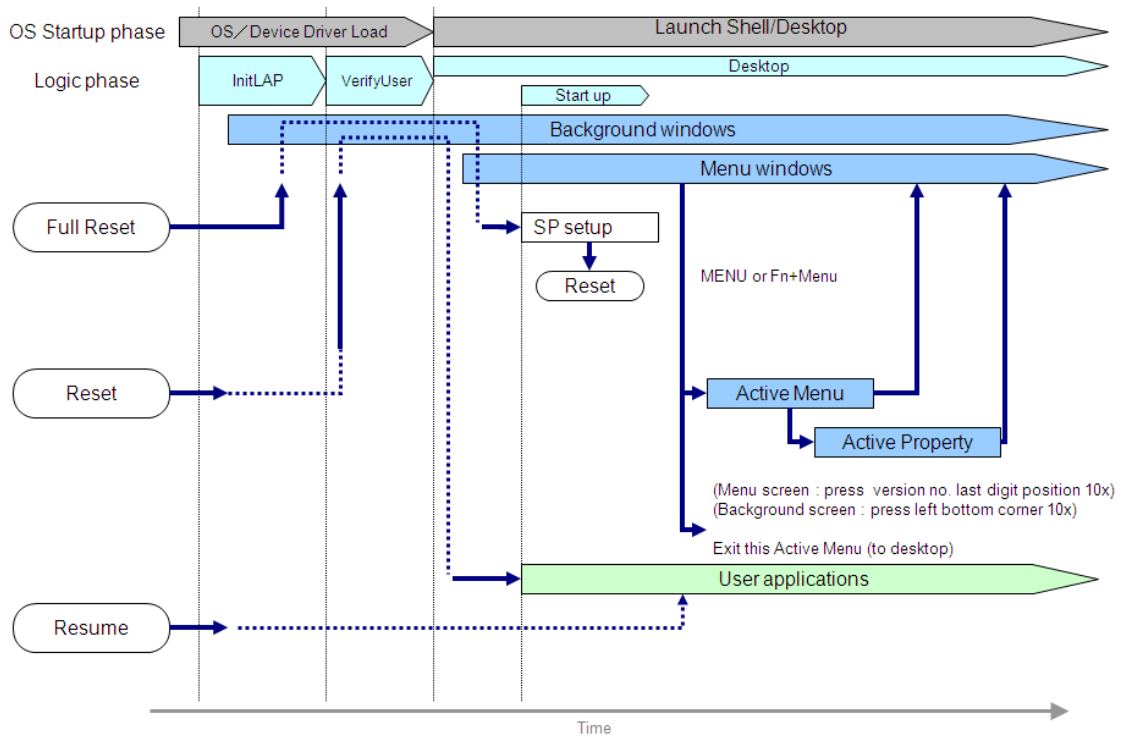 OS Startup phase
OS／Device Driver Load
Launch Shell/Desktop
Logic phase
InitLAP
VerifyUser
Desktop
Start up
Background windows
Menu windows
Full Reset
SP setup
Reset
MENU or Fn+Menu
Reset
Active Menu
Active Property
(Menu screen : press version no. last digit position 10x)
(Background screen : press left bottom corner 10x)
Exit this Active Menu (to desktop)
User applications
Resume
Time